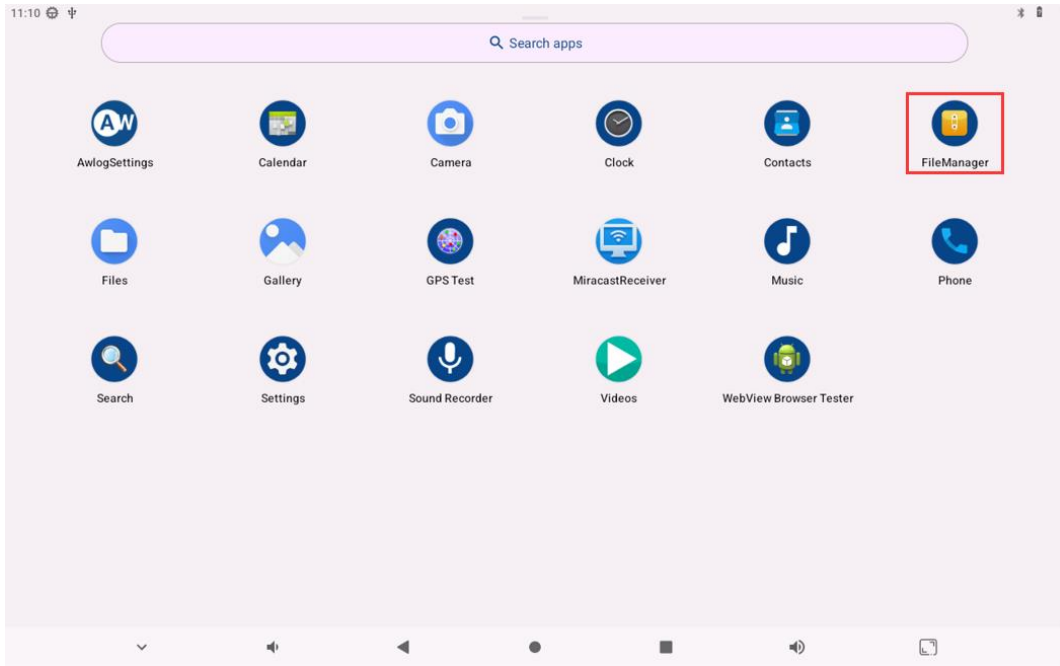 11:10
Search apps
AW
AwlogSettings
Calendar
Camera
Clock
Contacts
FileManager
Files
Gallery
GPS Test
MiracastReceiver
Music
Phone
Search
Settings
Sound Recorder
Videos
WebView Browser Tester